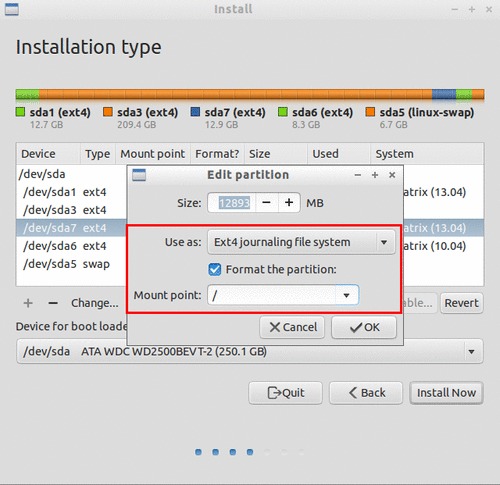 Install
Installation type
sda1 (ext4) sda3 (ext4) sda7 (ext4) sda6 (ext4) sda5 (linux-swap)
12.7 GB 209.4 GB 12.9 GB 8.3 GB 6.7 GB
Device Type Mount point Format? Size Used System
/dev/sda
/dev/sda1 ext4 atrix (13.04)
/dev/sda3 ext4
/dev/sda7 ext4 atrix (13.04)
/dev/sda6 ext4 atrix (10.04)
/dev/sda5 swap
Edit partition
Size: 12893 − + MB
Use as: Ext4 journaling file system
Format the partition:
Mount point: /
Cancel OK
+ − Change... able... Revert
Device for boot loade
/dev/sda ATA WDC WD2500BEVT-2 (250.1 GB)
Quit Back Install Now